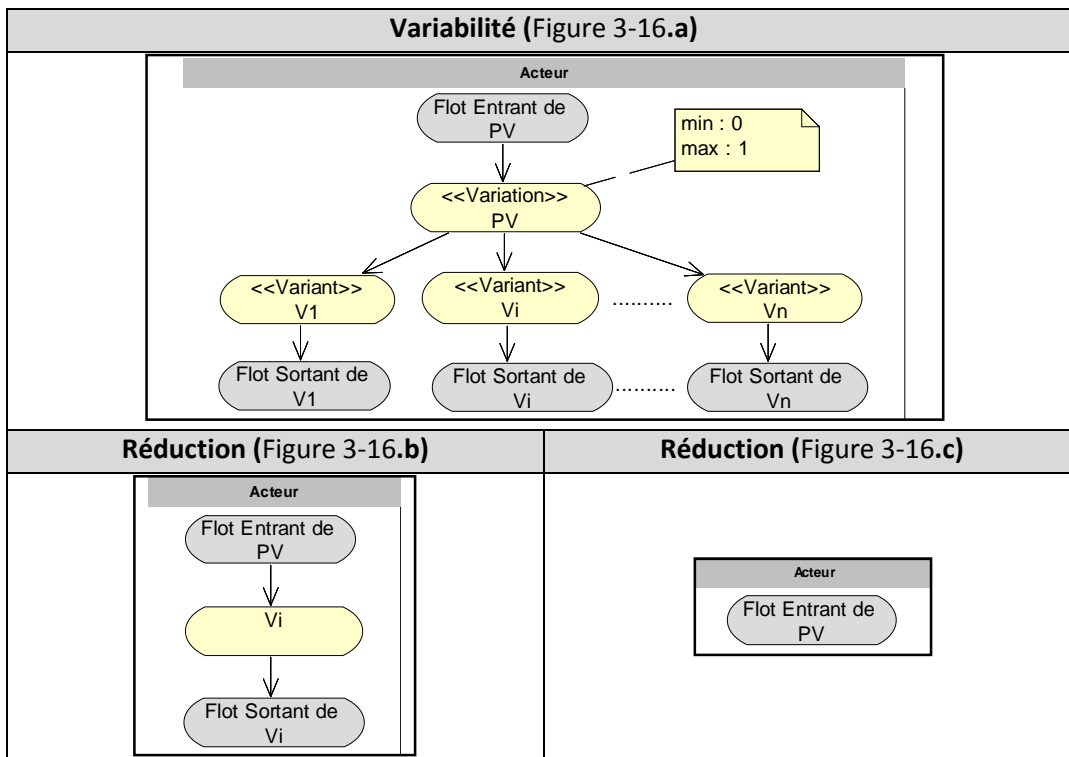 Variabilité (Figure 3-16.a)
Acteur
Flot Entrant de
PV
min : 0
max : 1
<<Variation>>
PV
<<Variant>>
V1
<<Variant>>
Vi
..........
<<Variant>>
Vn
Flot Sortant de
V1
Flot Sortant de
Vi
..........
Flot Sortant de
Vn
Réduction (Figure 3-16.b)
Réduction (Figure 3-16.c)
Acteur
Flot Entrant de
PV
Vi
Flot Sortant de
Vi
Acteur
Flot Entrant de
PV